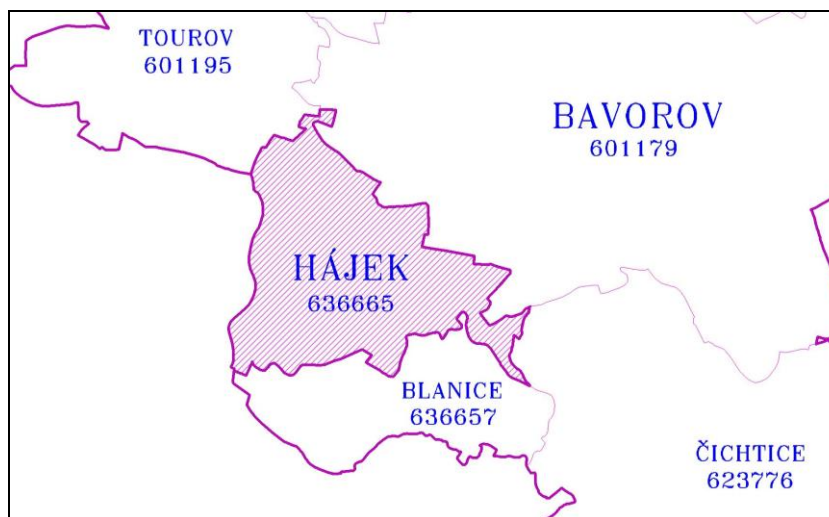 TOUROV
601195
BAVOROV
601179
HÁJEK
636665
BLANICE
636657
ČICHTICE
623776